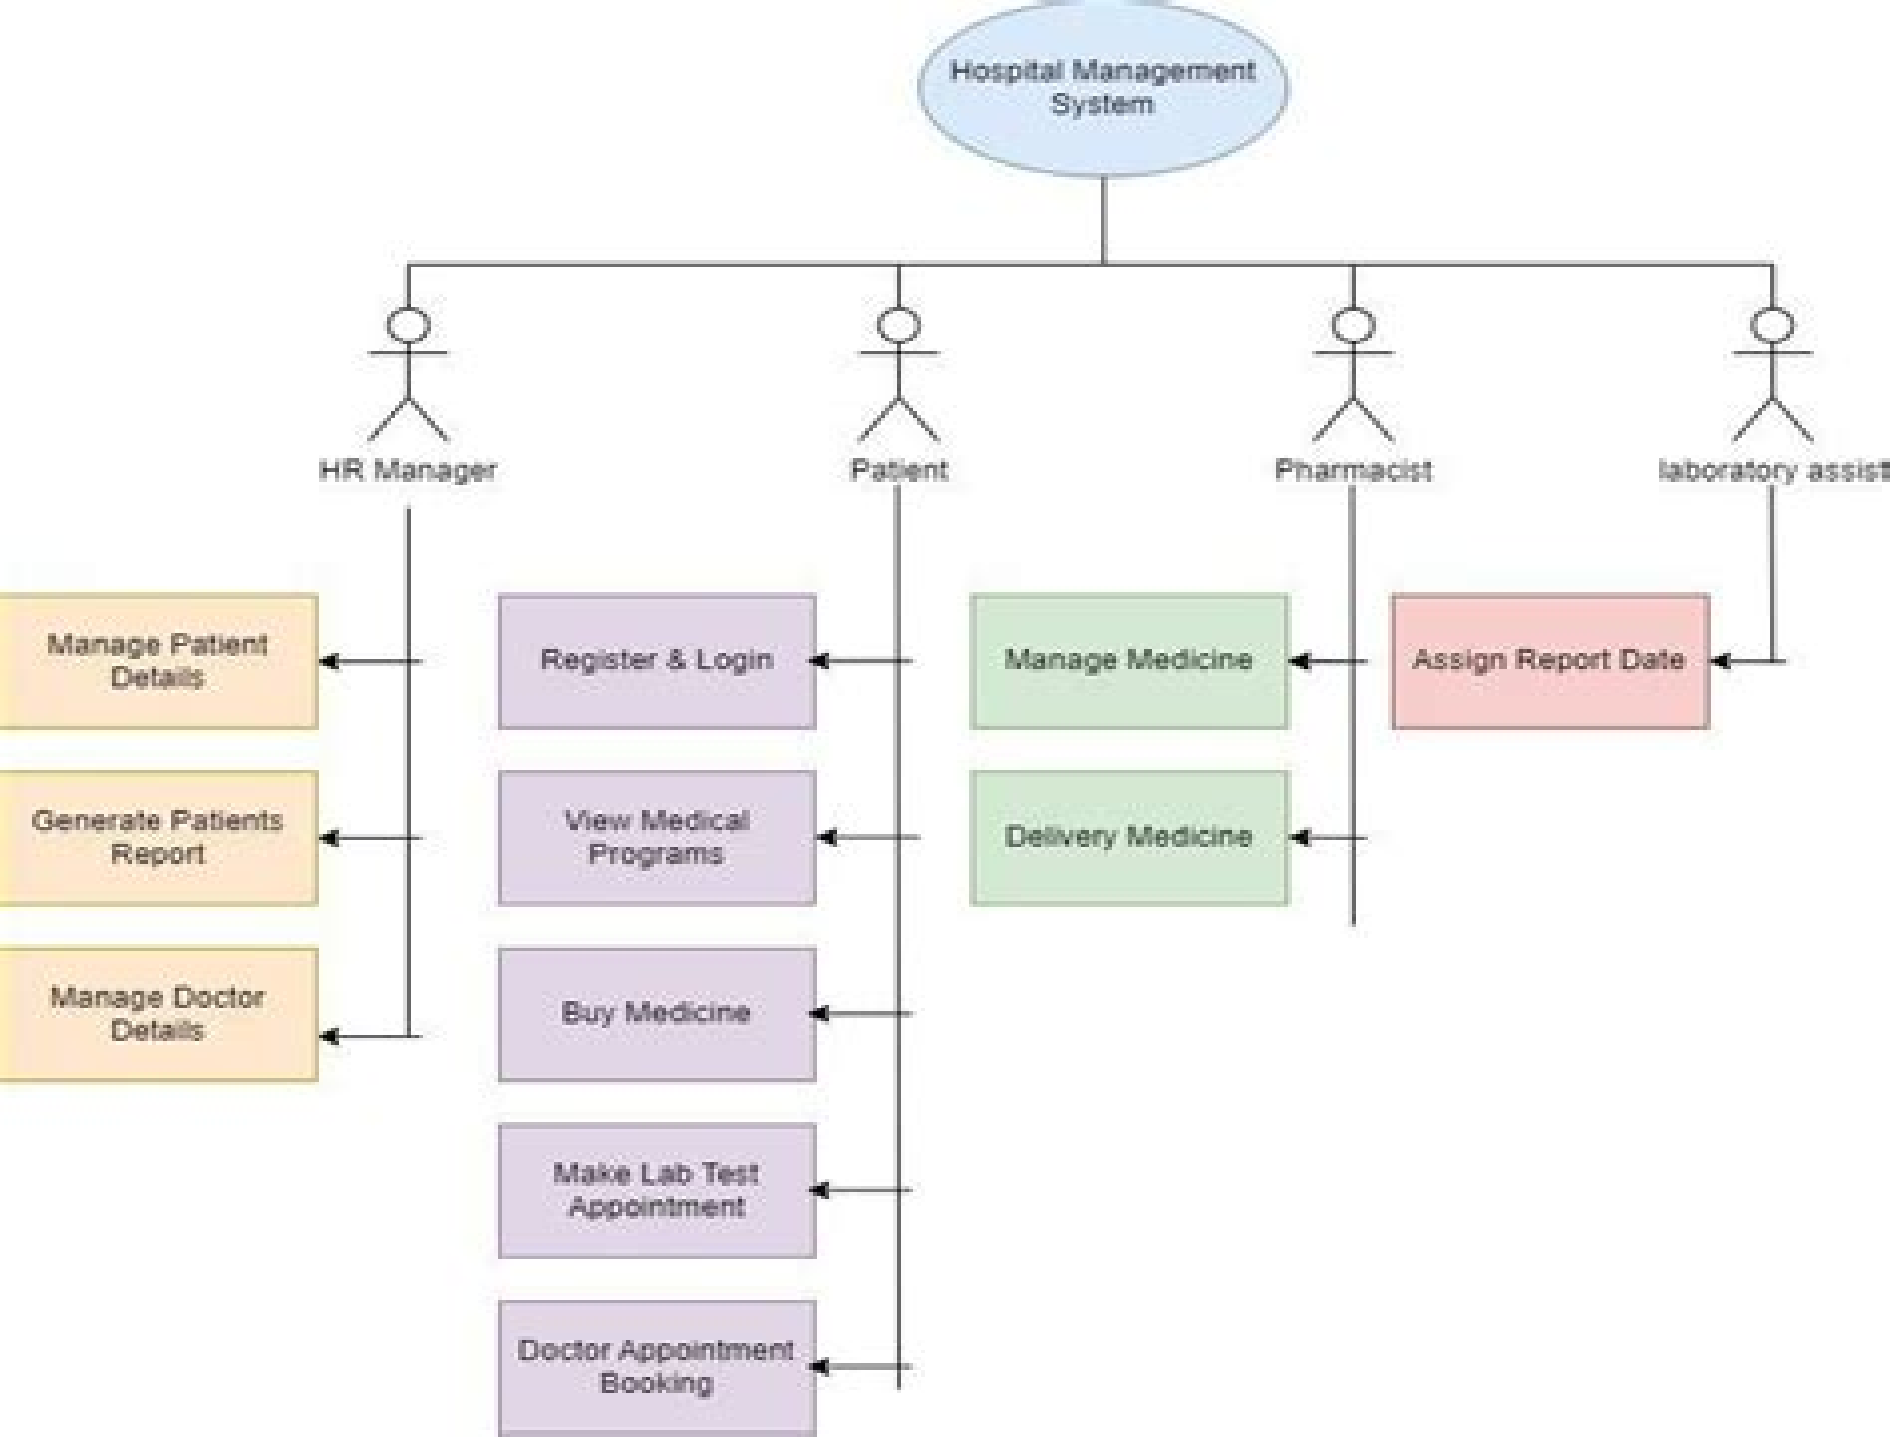 Hospital Management
System
HR Manager
Patient
Pharmacist
laboratory assist
Manage Patient
Details
Register & Login
Manage Medicine
Assign Report Date
Generate Patients
Report
View Medical
Programs
Delivery Medicine
Manage Doctor
Details
Buy Medicine
Make Lab Test
Appointment
Doctor Appointment
Booking